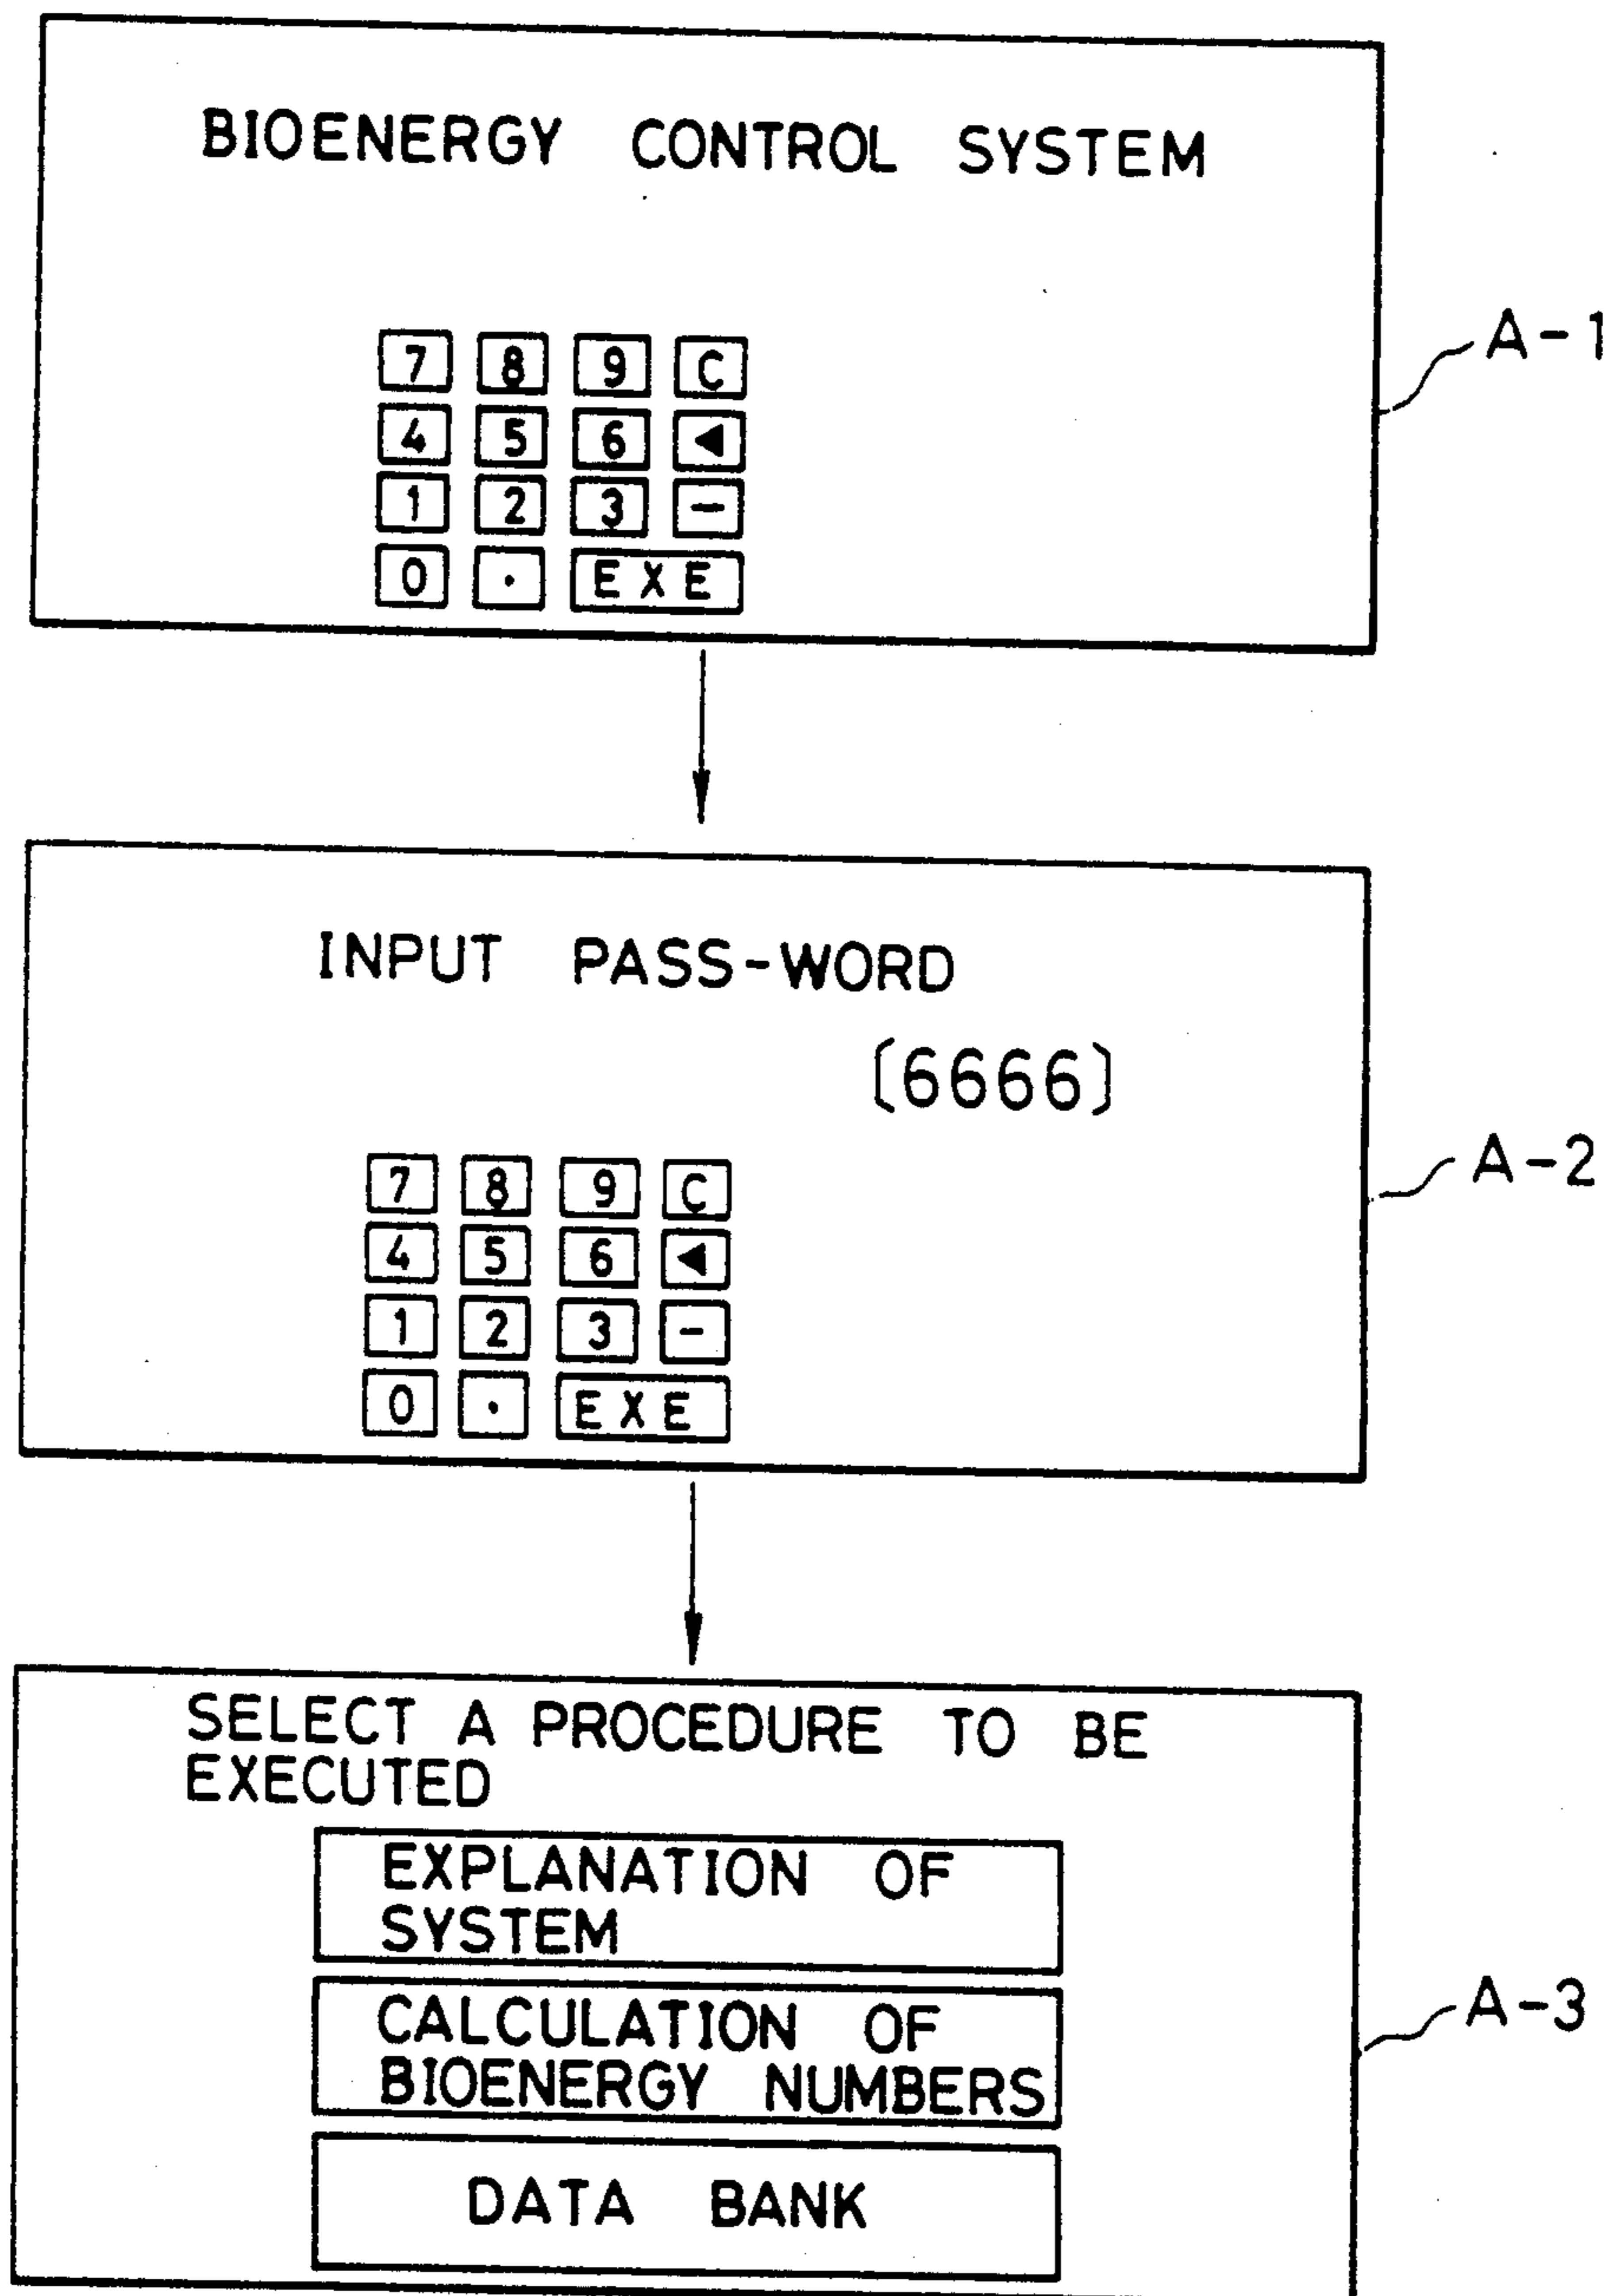 BIOENERGY CONTROL SYSTEM
7 8 9 C
4 5 6 ◀
1 2 3 -
0 . EXE
A-1
INPUT PASS-WORD
[6666]
7 8 9 C
4 5 6 ◀
1 2 3 -
0 . EXE
A-2
SELECT A PROCEDURE TO BE
EXECUTED
EXPLANATION OF
SYSTEM
CALCULATION OF
BIOENERGY NUMBERS
DATA BANK
A-3